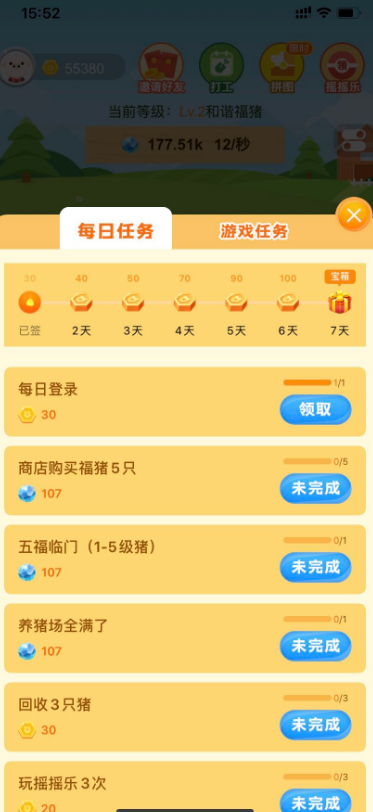 15:52
55380
限时
邀请好友
打工
拼图
摇摇乐
当前等级：Lv.2和谐福猪
177.51k 12/秒
每日任务
游戏任务
30 40 50 70 90 100 宝箱
已签 2天 3天 4天 5天 6天 7天
每日登录
1/1
30
领取
商店购买福猪5只
0/5
107
未完成
五福临门（1-5级猪）
0/1
107
未完成
养猪场全满了
0/1
107
未完成
回收3只猪
0/3
30
未完成
玩摇摇乐3次
0/3
20
未完成